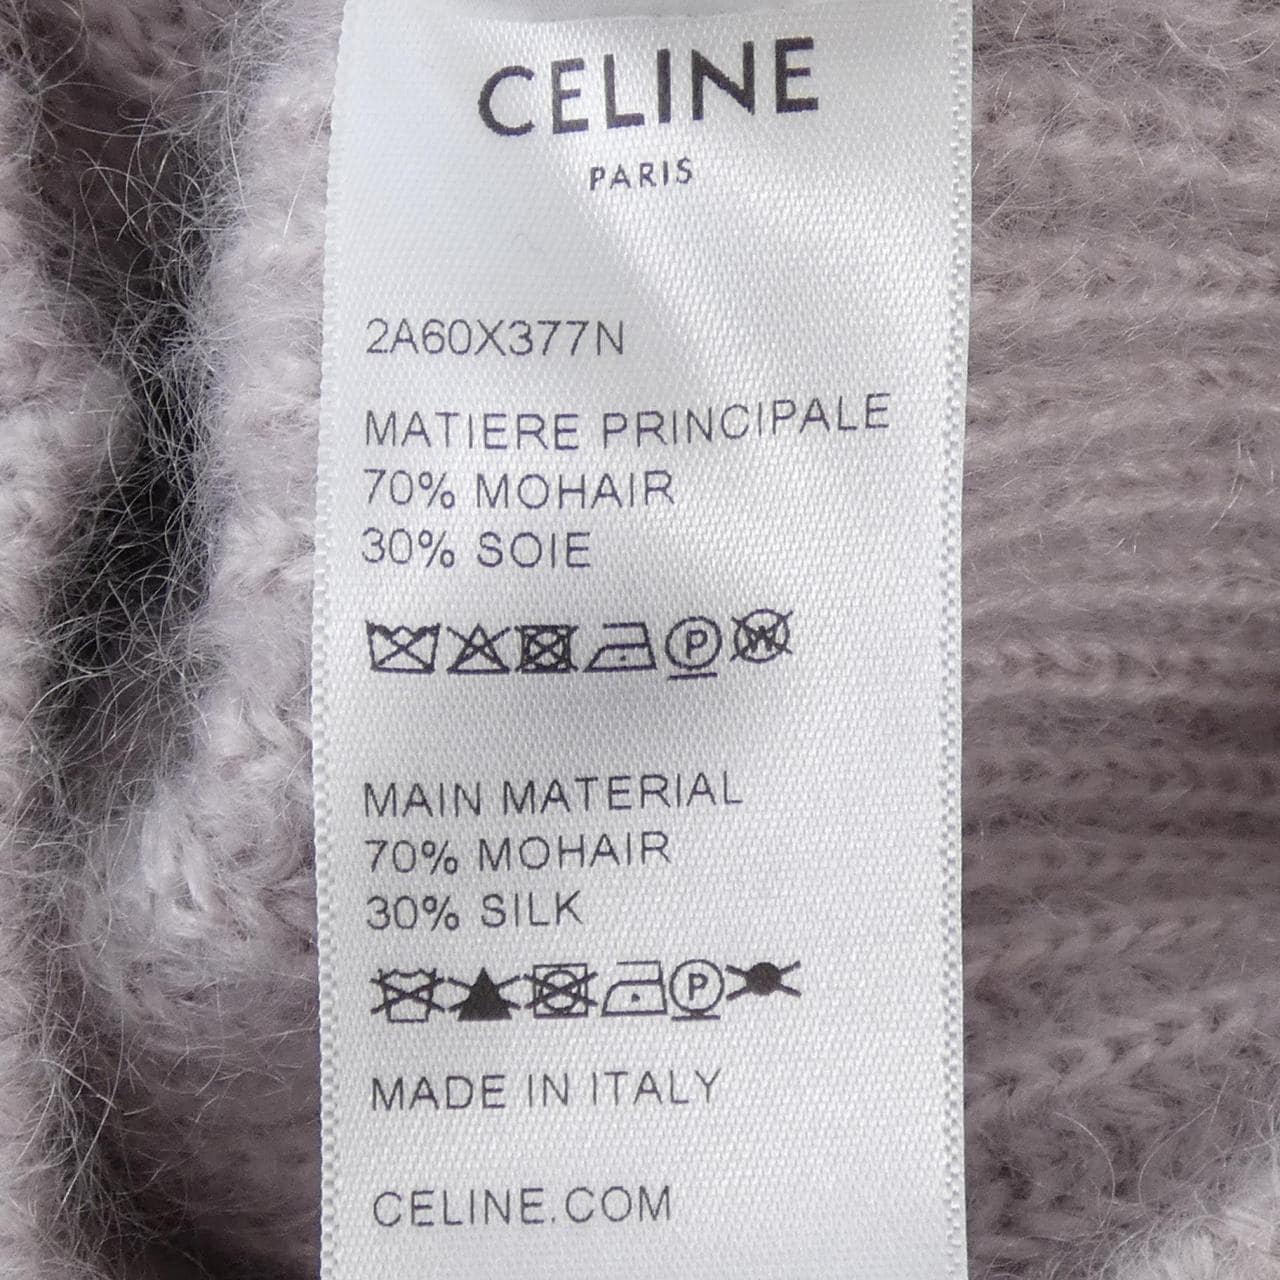 CELINE
PARIS
2A60X377N
MATIERE PRINCIPALE
70% MOHAIR
30% SOIE
P W
MAIN MATERIAL
70% MOHAIR
30% SILK
P
MADE IN ITALY
CELINE.COM